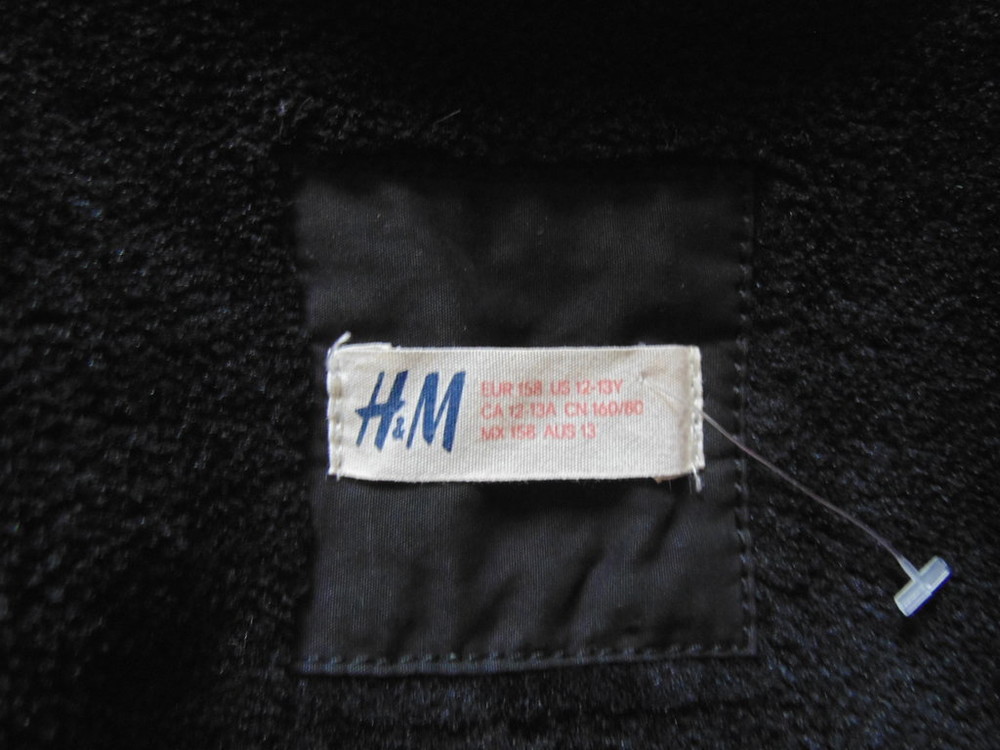 H&M
EUR 158 US 12-13Y
CA 12-13A CN 160/80
MX 158 AUS 13